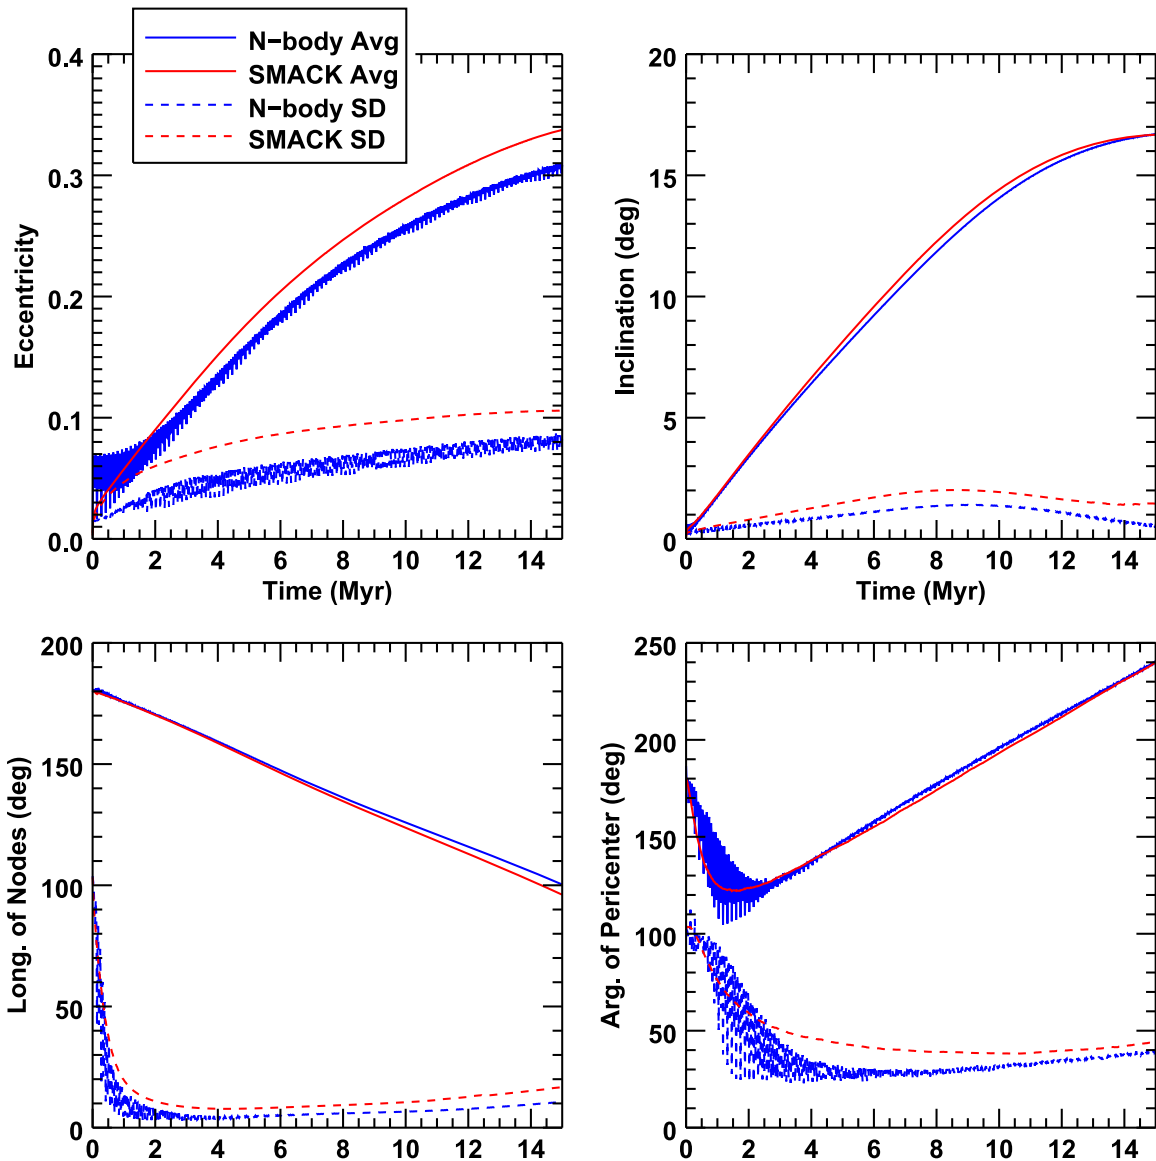 N-body Avg
SMACK Avg
N-body SD
SMACK SD
0.4
0.3
0.2
0.1
0.0
Eccentricity
0 2 4 6 8 10 12 14
Time (Myr)
20
15
10
5
0
Inclination (deg)
0 2 4 6 8 10 12 14
Time (Myr)
200
150
100
50
0
Long. of Nodes (deg)
0 2 4 6 8 10 12 14
250
200
150
100
50
0
Arg. of Pericenter (deg)
0 2 4 6 8 10 12 14